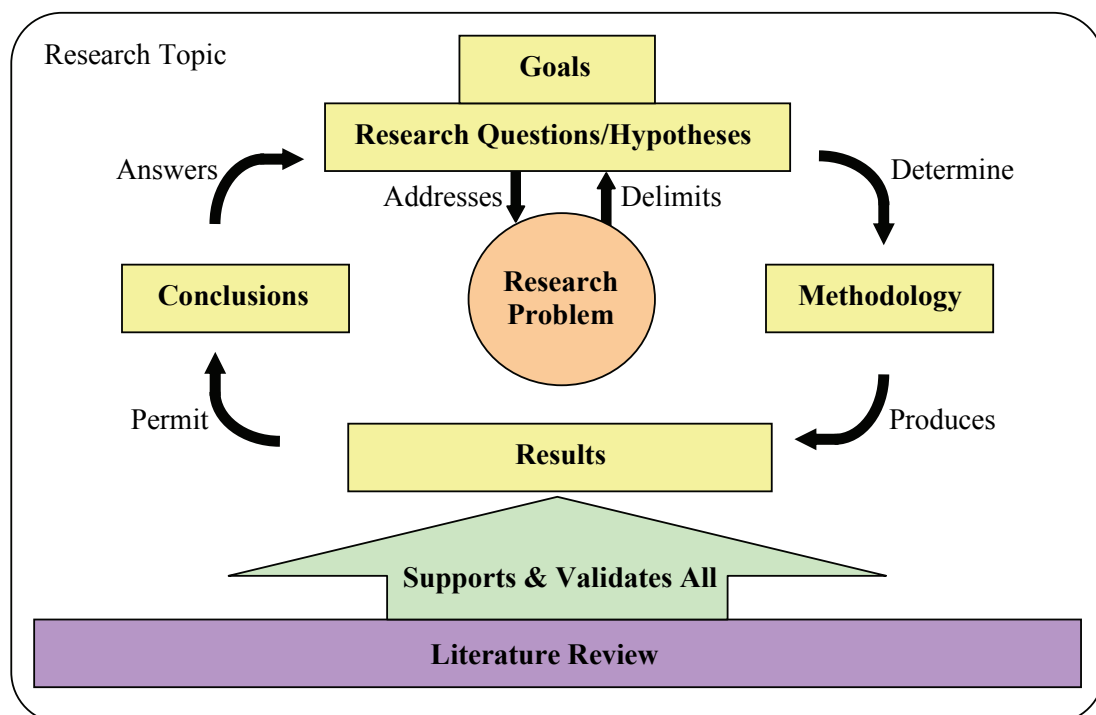 Research Topic
Goals
Research Questions/Hypotheses
Answers
Addresses
Delimits
Determine
Conclusions
Research
Problem
Methodology
Permit
Produces
Results
Supports & Validates All
Literature Review